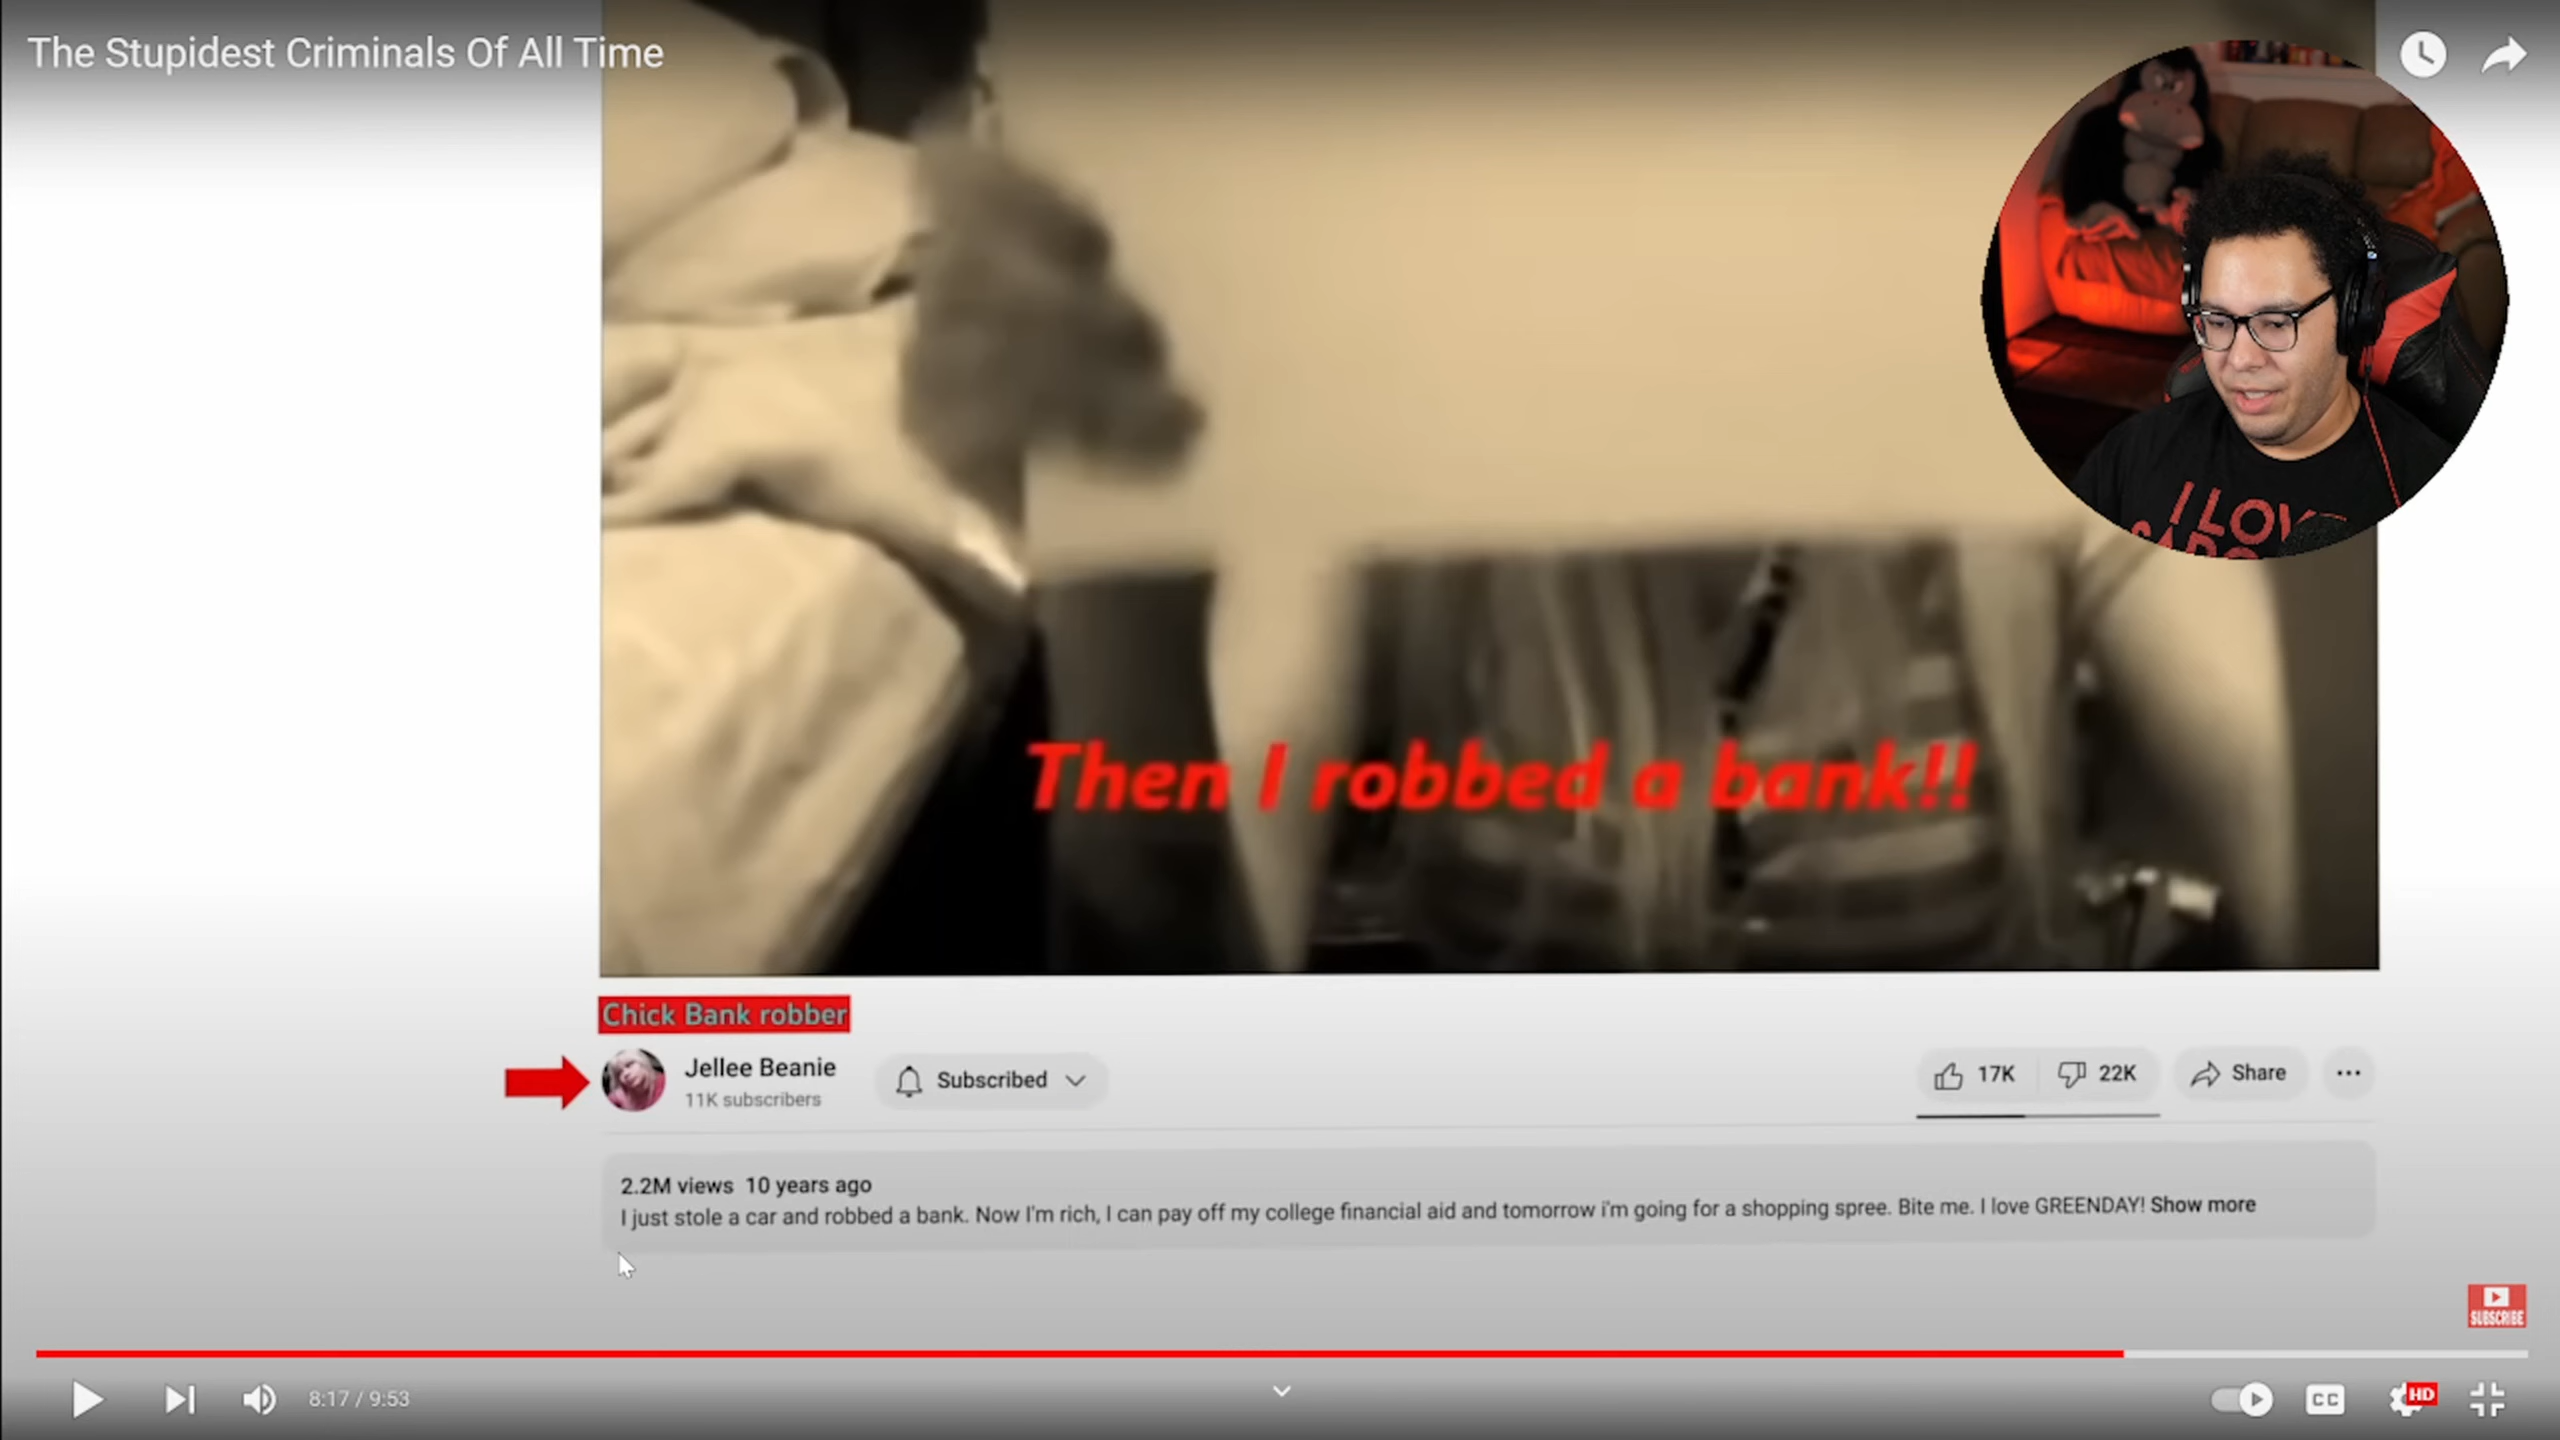 The Stupidest Criminals Of All Time
I LOV
Then I robbed a bank!!
Chick Bank robber
Jellee Beanie
11K subscribers
Subscribed
17K
22K
Share
2.2M views 10 years ago
I just stole a car and robbed a bank. Now I'm rich, I can pay off my college financial aid and tomorrow i'm going for a shopping spree. Bite me. I love GREENDAY! Show more
SUBSCRIBE
8:17 / 9:53
CC
HD